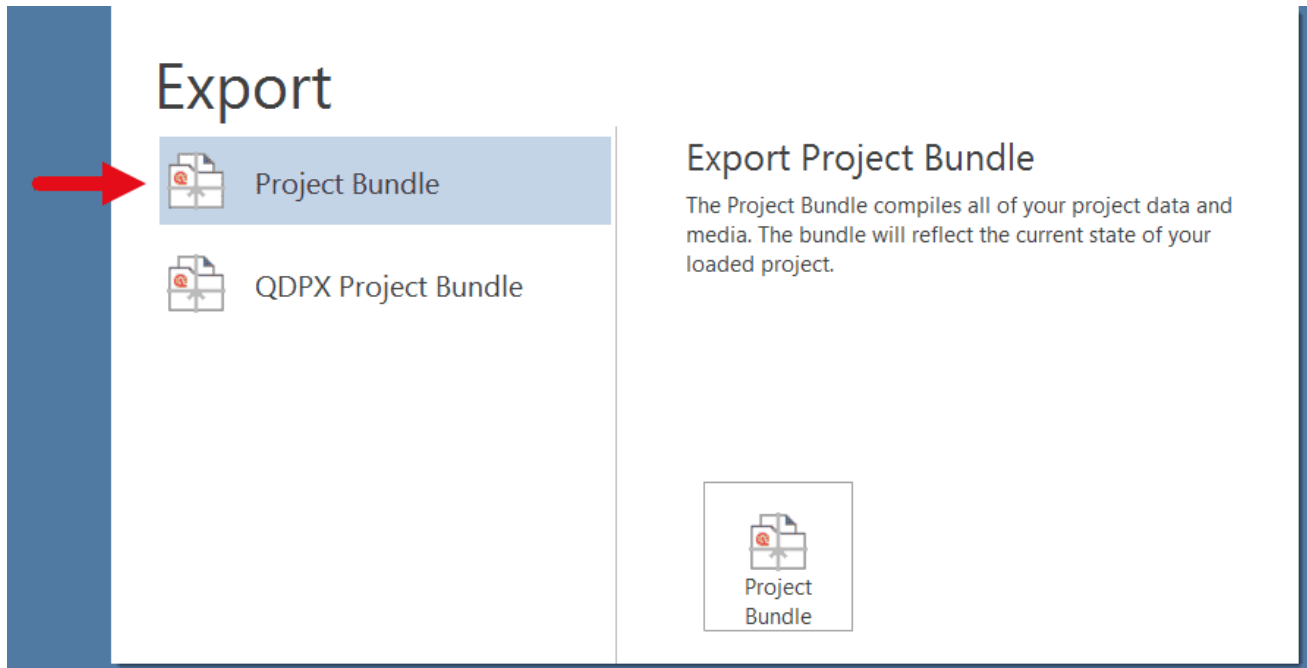 Export
Project Bundle
QDPX Project Bundle
Export Project Bundle
The Project Bundle compiles all of your project data and
media. The bundle will reflect the current state of your
loaded project.
Project
Bundle